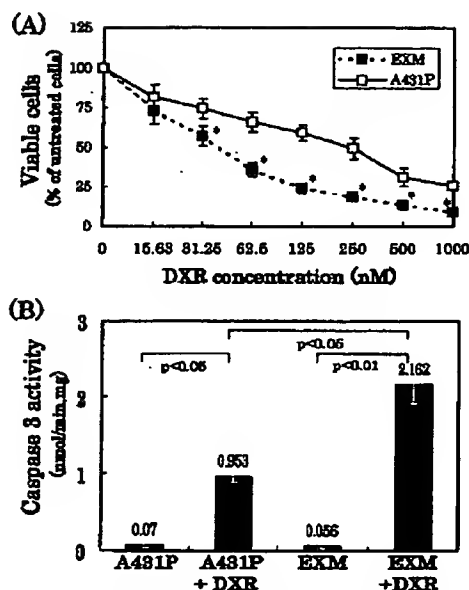 (A)
125
100
75
50
25
0
Viable cells
(% of untreated cells)
EXM
A431P
* * * * * *
0 15.63 31.25 62.5 125 250 500 1000
DXR concentration (nM)
(B)
3
2
1
0
Caspase 3 activity
(nmol/min.mg)
p<0.05
p<0.05 p<0.01
0.07
0.953
0.056
2.162
A431P A431P EXM EXM
+ DXR +DXR